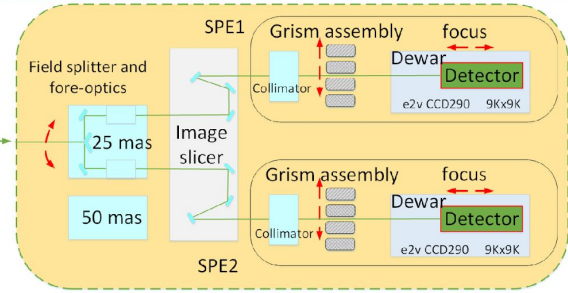 SPE1
Grism assembly
focus
Dewar
Detector
Collimator
e2v CCD290 9Kx9K
Field splitter and
fore-optics
25 mas
Image
slicer
50 mas
Grism assembly
focus
Dewar
Detector
Collimator
e2v CCD290 9Kx9K
SPE2